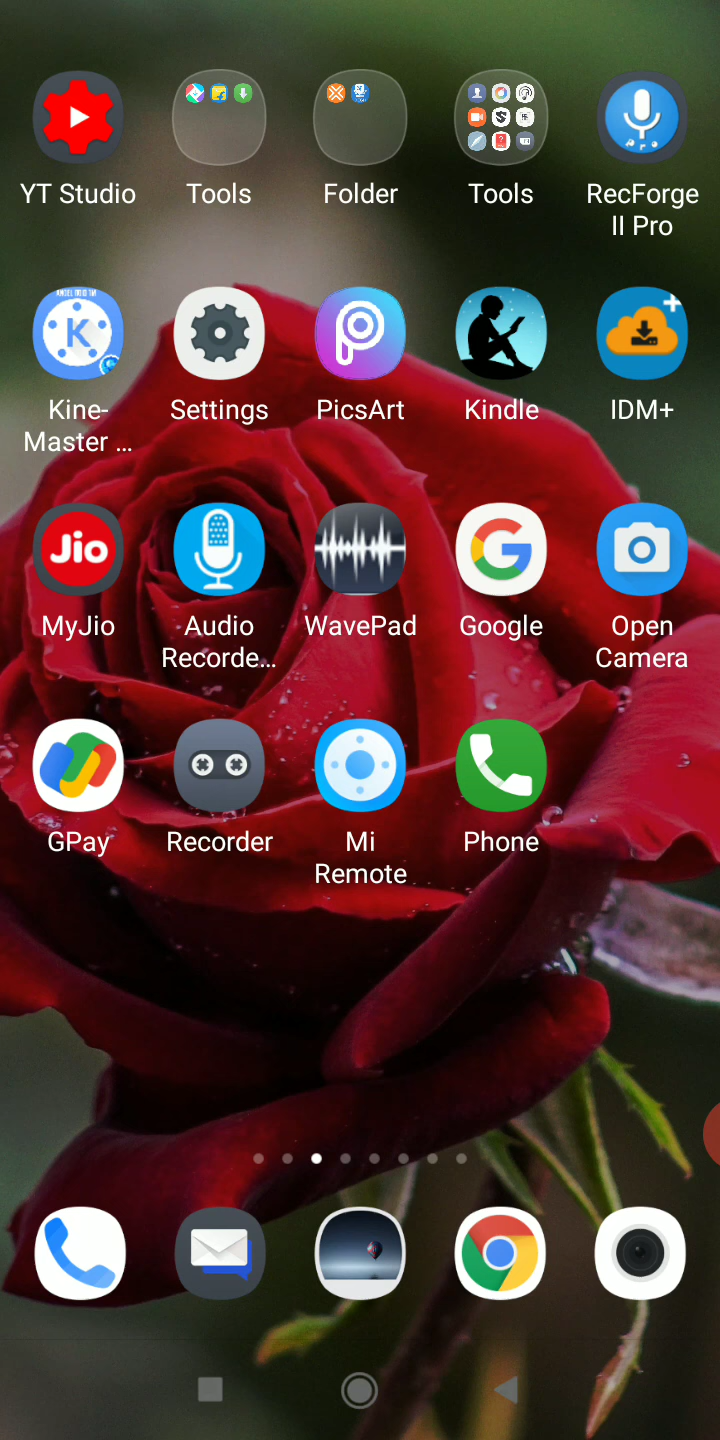 YT Studio
Tools
Folder
Tools
RecForge
II Pro
Kine-
Master ...
Settings
PicsArt
Kindle
IDM+
Jio
MyJio
Audio
Recorde...
WavePad
Google
Open
Camera
GPay
Recorder
Mi
Remote
Phone